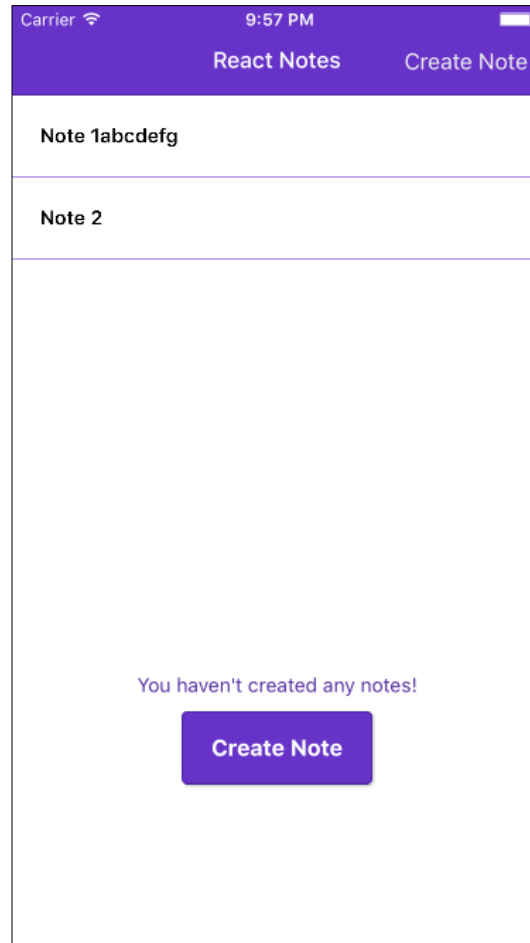 Carrier 9:57 PM
React Notes Create Note
Note 1abcdefg
Note 2
You haven't created any notes!
Create Note